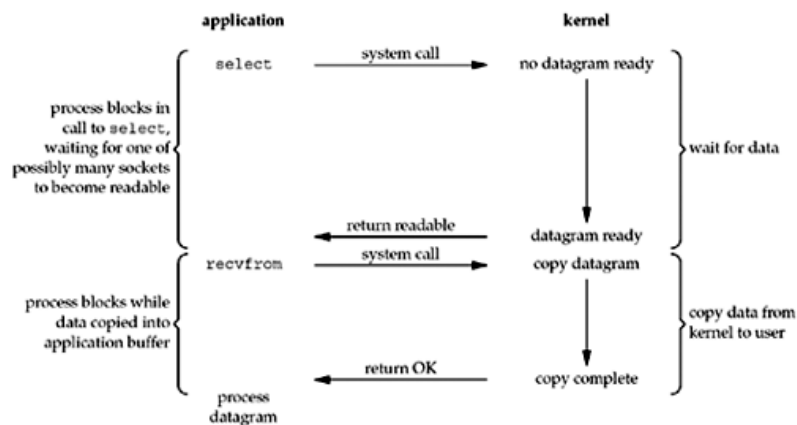 application kernel
select system call no datagram ready
process blocks in
call to select,
waiting for one of
possibly many sockets
to become readable
wait for data
return readable datagram ready
recvfrom system call copy datagram
process blocks while
data copied into
application buffer
copy data from
kernel to user
return OK copy complete
process
datagram